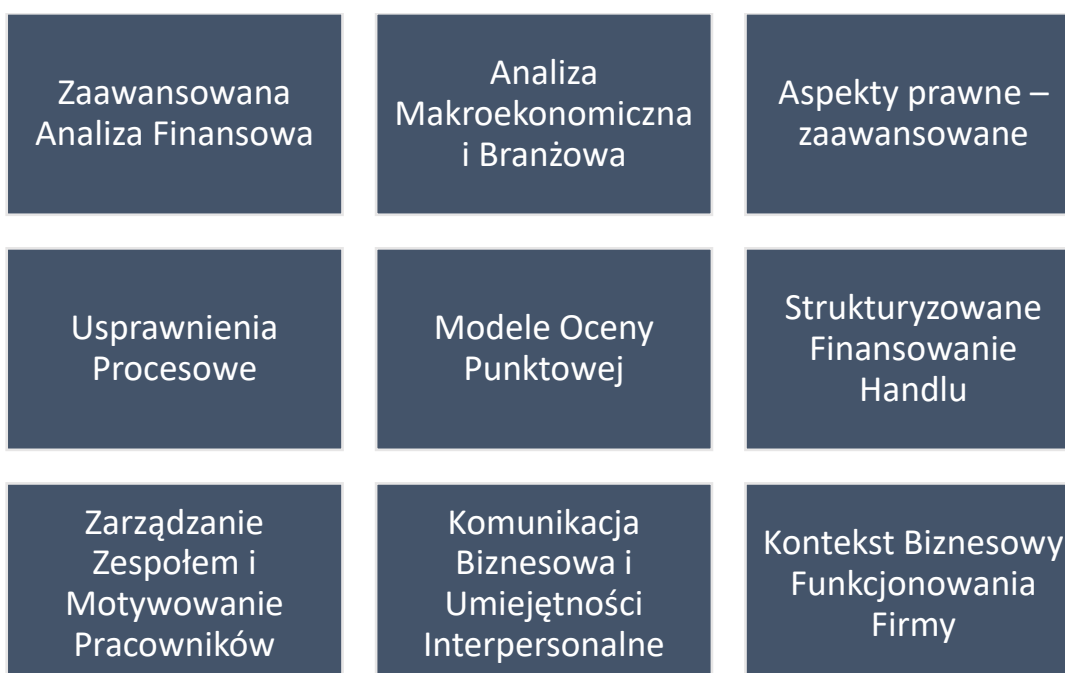 Zaawansowana
Analiza Finansowa
Analiza
Makroekonomiczna
i Branżowa
Aspekty prawne –
zaawansowane
Usprawnienia
Procesowe
Modele Oceny
Punktowej
Strukturyzowane
Finansowanie
Handlu
Zarządzanie
Zespołem i
Motywowanie
Pracowników
Komunikacja
Biznesowa i
Umiejętności
Interpersonalne
Kontekst Biznesowy
Funkcjonowania
Firmy